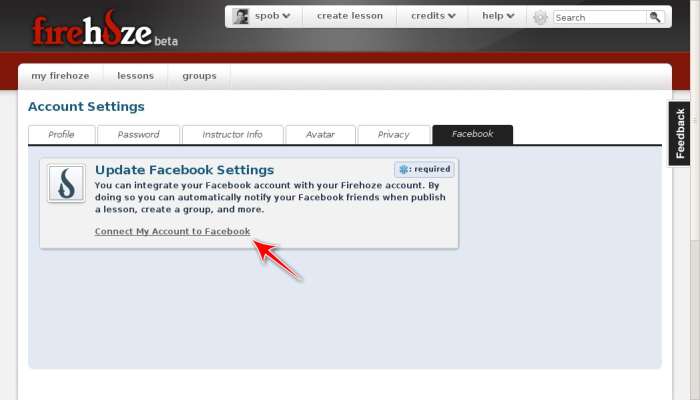 firehoze beta
spob
create lesson
credits
help
Search
my firehoze
lessons
groups
Account Settings
Feedback
Profile
Password
Instructor Info
Avatar
Privacy
Facebook
Update Facebook Settings
: required
You can integrate your Facebook account with your Firehoze account. By
doing so you can automatically notify your Facebook friends when publish
a lesson, create a group, and more.
Connect My Account to Facebook